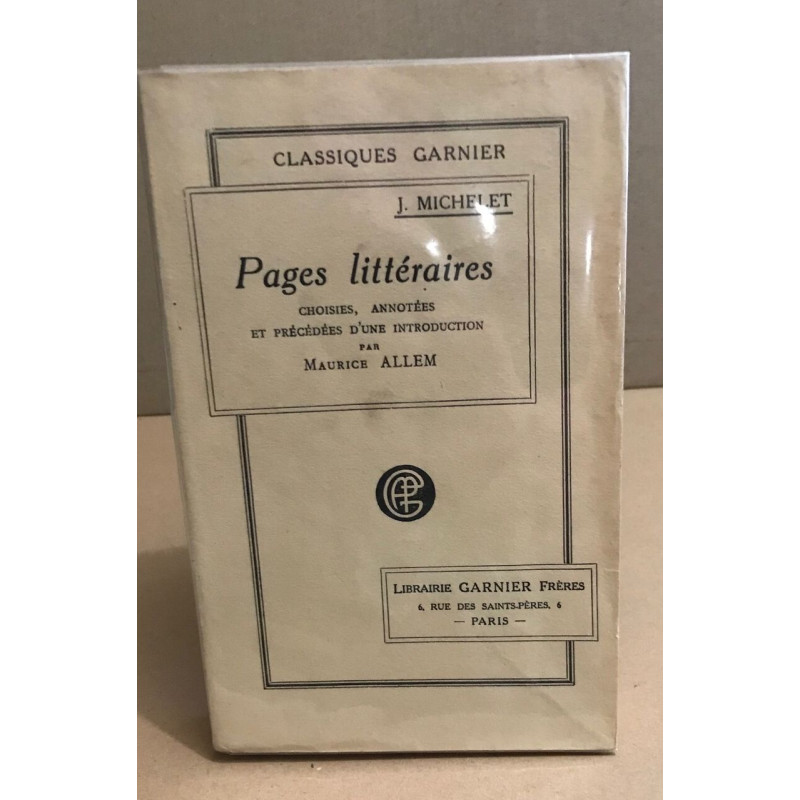 CLASSIQUES GARNIER
J. MICHELET
Pages littéraires
CHOISIES, ANNOTÉES
ET PRÉCÉDÉES D'UNE INTRODUCTION
PAR
MAURICE ALLEM
LIBRAIRIE GARNIER FRÈRES
6, RUE DES SAINTS-PÈRES, 6
— PARIS —